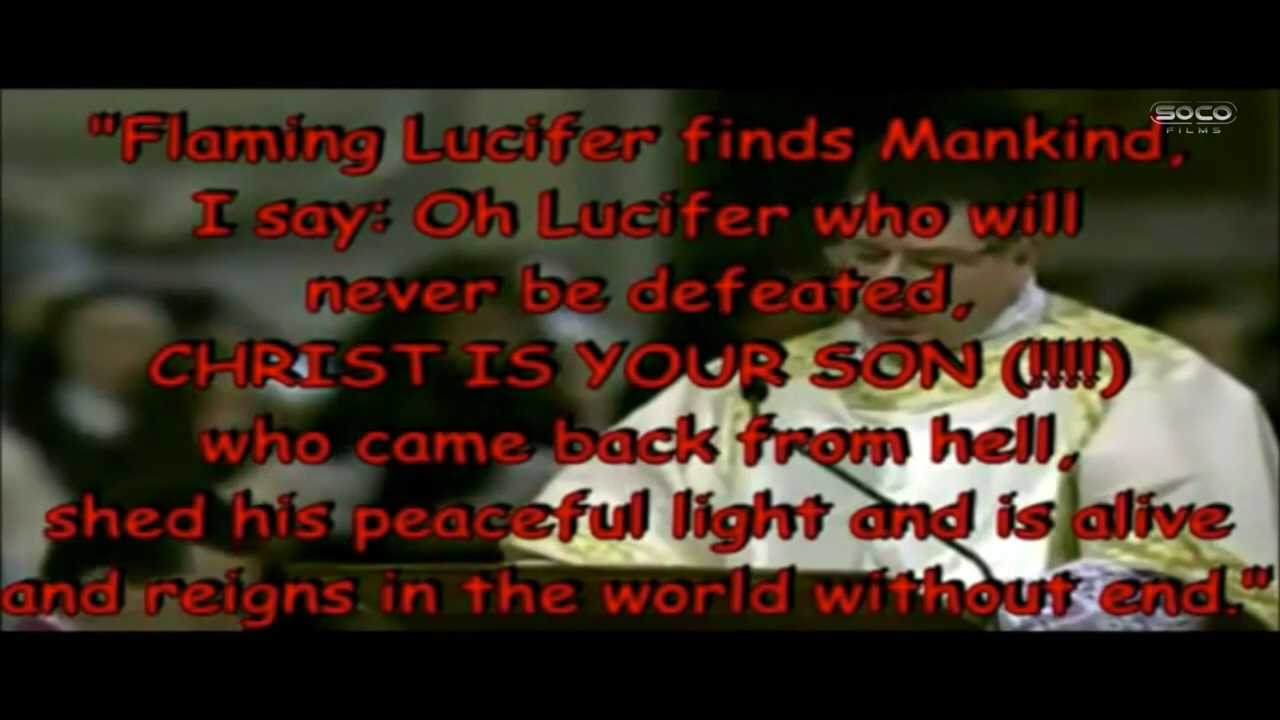 SOCO
FILMS
"Flaming Lucifer finds Mankind,
I say: Oh Lucifer who will
never be defeated,
CHRIST IS YOUR SON (!!!!)
who came back from hell,
shed his peaceful light and is alive
and reigns in the world without end."